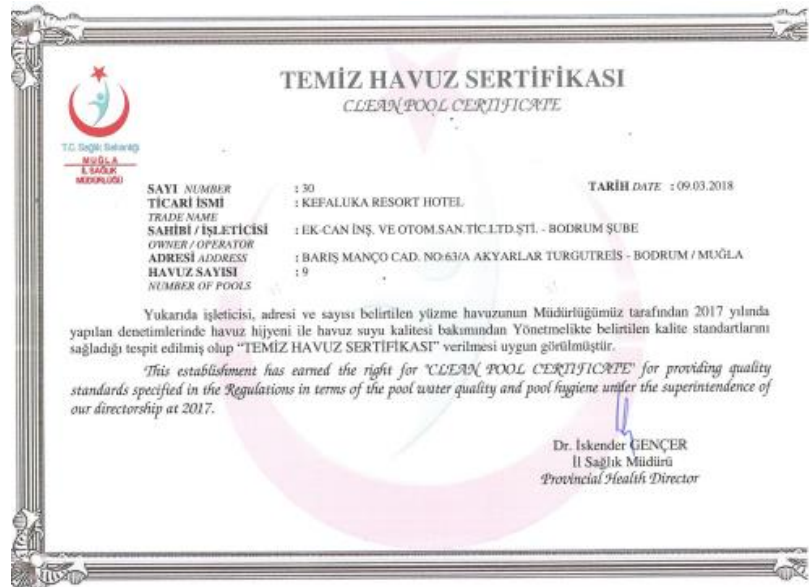 TEMİZ HAVUZ SERTİFİKASI
CLEAN POOL CERTIFICATE
T.C. Sağlık Bakanlığı
MUĞLA
İL SAĞLIK
MÜDÜRLÜĞÜ
SAYI NUMBER : 30 TARİH DATE : 09.03.2018
TİCARİ İSMİ : KEFALUKA RESORT HOTEL
TRADE NAME
SAHİBİ / İŞLETİCİSİ : EK-CAN İNŞ. VE OTOM.SAN.TİC.LTD.ŞTİ. - BODRUM ŞUBE
OWNER / OPERATOR
ADRESİ ADDRESS : BARIŞ MANÇO CAD. NO:63/A AKYARLAR TURGUTREİS - BODRUM / MUĞLA
HAVUZ SAYISI : 9
NUMBER OF POOLS
Yukarıda işleticisi, adresi ve sayısı belirtilen yüzme havuzunun Müdürlüğümüz tarafından 2017 yılında
yapılan denetimlerinde havuz hijyeni ile havuz suyu kalitesi bakımından Yönetmelikte belirtilen kalite standartlarını
sağladığı tespit edilmiş olup “TEMİZ HAVUZ SERTİFİKASI” verilmesi uygun görülmüştür.
This establishment has earned the right for "CLEAN POOL CERTIFICATE" for providing quality
standards specified in the Regulations in terms of the pool water quality and pool hygiene under the superintendence of
our directorship at 2017.
Dr. İskender GENÇER
İl Sağlık Müdürü
Provincial Health Director